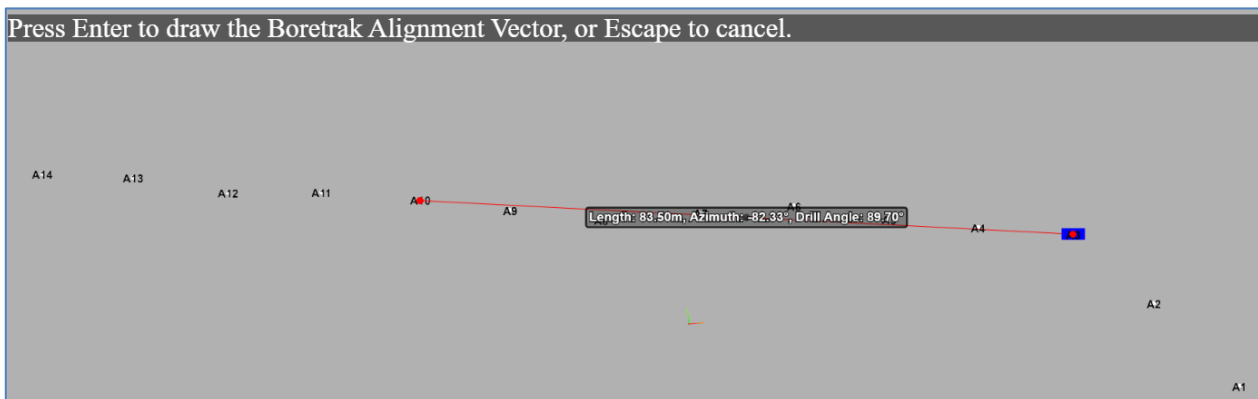 Press Enter to draw the Boretrak Alignment Vector, or Escape to cancel.
A14
A13
A12
A11
A10
A9
A6
Length: 83.50m, Azimuth: -82.33°, Drill Angle: 89.70°
A4
A2
A1